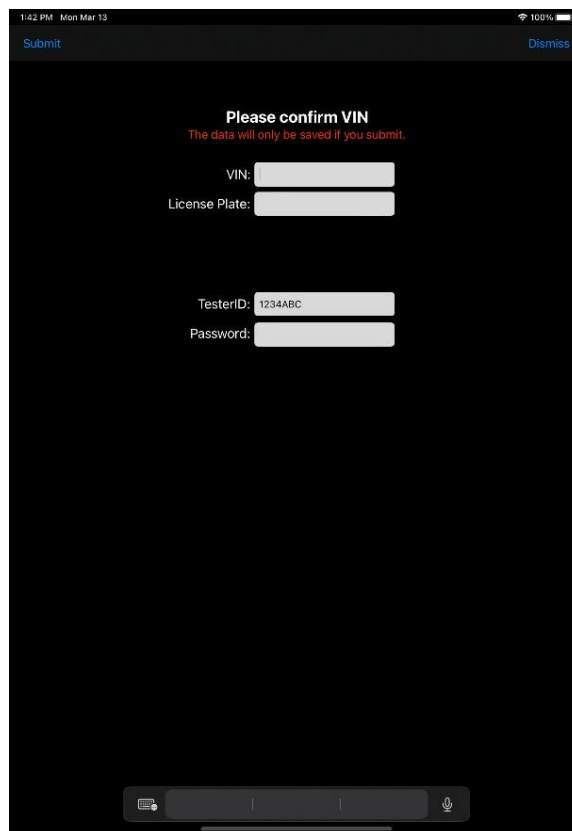 1:42 PM Mon Mar 13
100%
Submit
Dismiss
Please confirm VIN
The data will only be saved if you submit.
VIN:
License Plate:
TesterID: 1234ABC
Password: